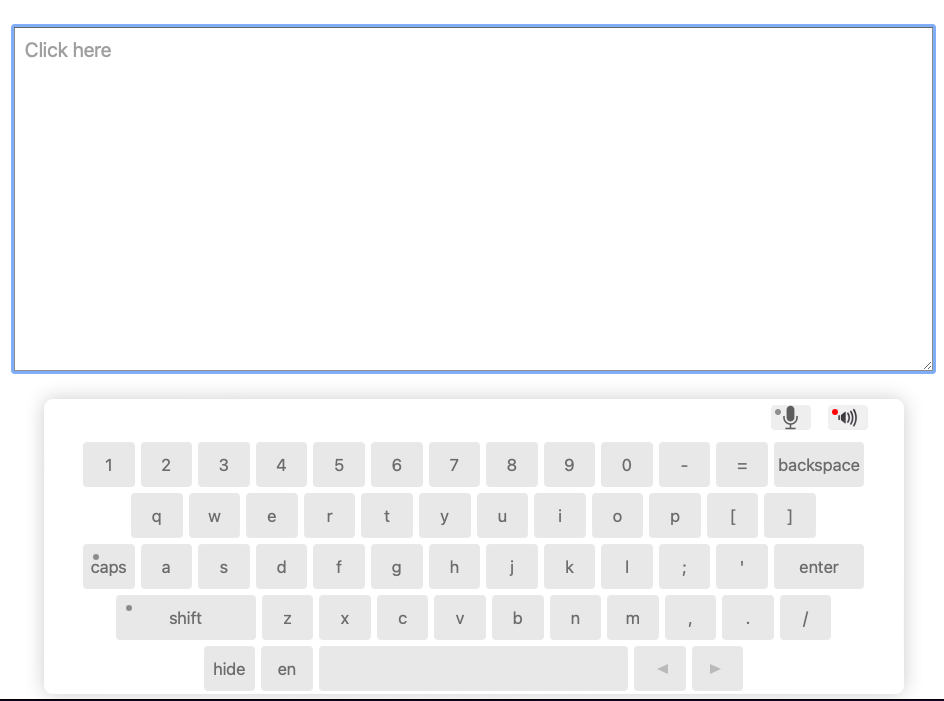 Click here
1 2 3 4 5 6 7 8 9 0 - = backspace
q w e r t y u i o p [ ]
caps a s d f g h j k l ; ' enter
shift z x c v b n m , . /
hide en ◄ ►